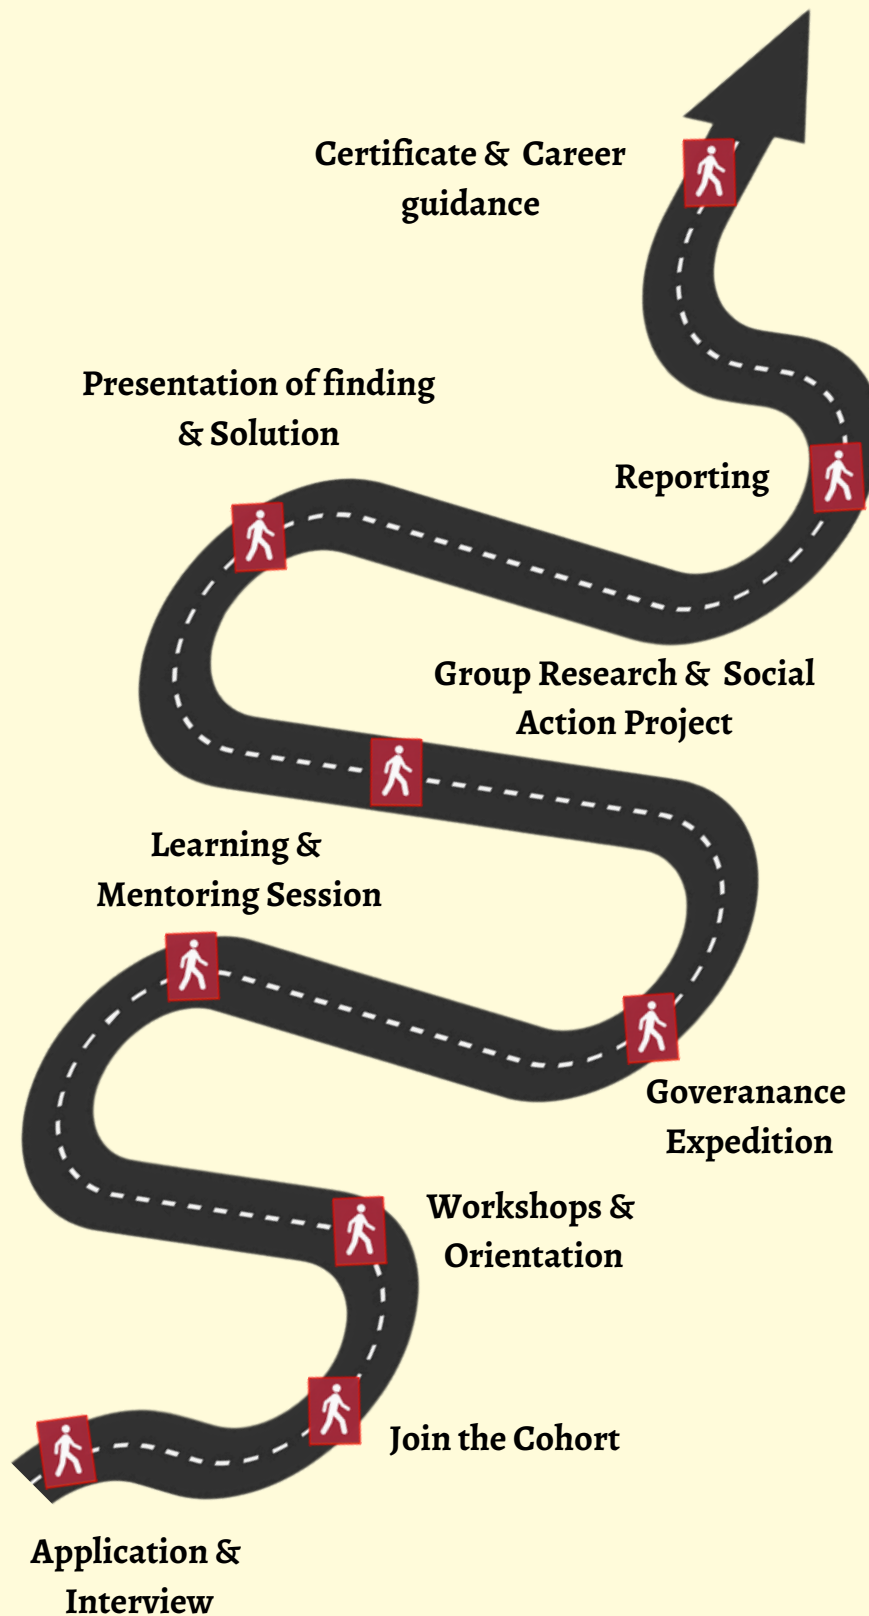 Certificate & Career
guidance
Presentation of finding
& Solution
Reporting
Group Research & Social
Action Project
Learning &
Mentoring Session
Goveranance
Expedition
Workshops &
Orientation
Join the Cohort
Application &
Interview